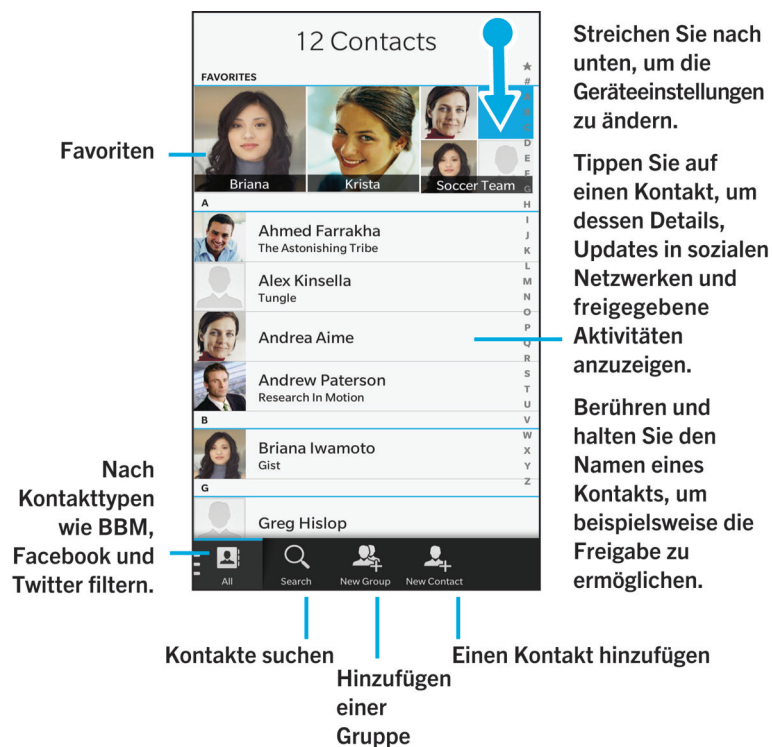 12 Contacts
FAVORITES
Briana
Krista
Soccer Team
A
Ahmed Farrakha
The Astonishing Tribe
Alex Kinsella
Tungle
Andrea Aime
Andrew Paterson
Research In Motion
B
Briana Iwamoto
Gist
G
Greg Hislop
#
D
E
F
G
H
I
J
K
L
M
N
O
P
Q
R
S
T
U
V
W
X
Y
Z
All
Search
New Group
New Contact
Favoriten
Nach
Kontakttypen
wie BBM,
Facebook und
Twitter filtern.
Streichen Sie nach
unten, um die
Geräteeinstellungen
zu ändern.
Tippen Sie auf
einen Kontakt, um
dessen Details,
Updates in sozialen
Netzwerken und
freigegebene
Aktivitäten
anzuzeigen.
Berühren und
halten Sie den
Namen eines
Kontakts, um
beispielsweise die
Freigabe zu
ermöglichen.
Kontakte suchen
Hinzufügen
einer
Gruppe
Einen Kontakt hinzufügen